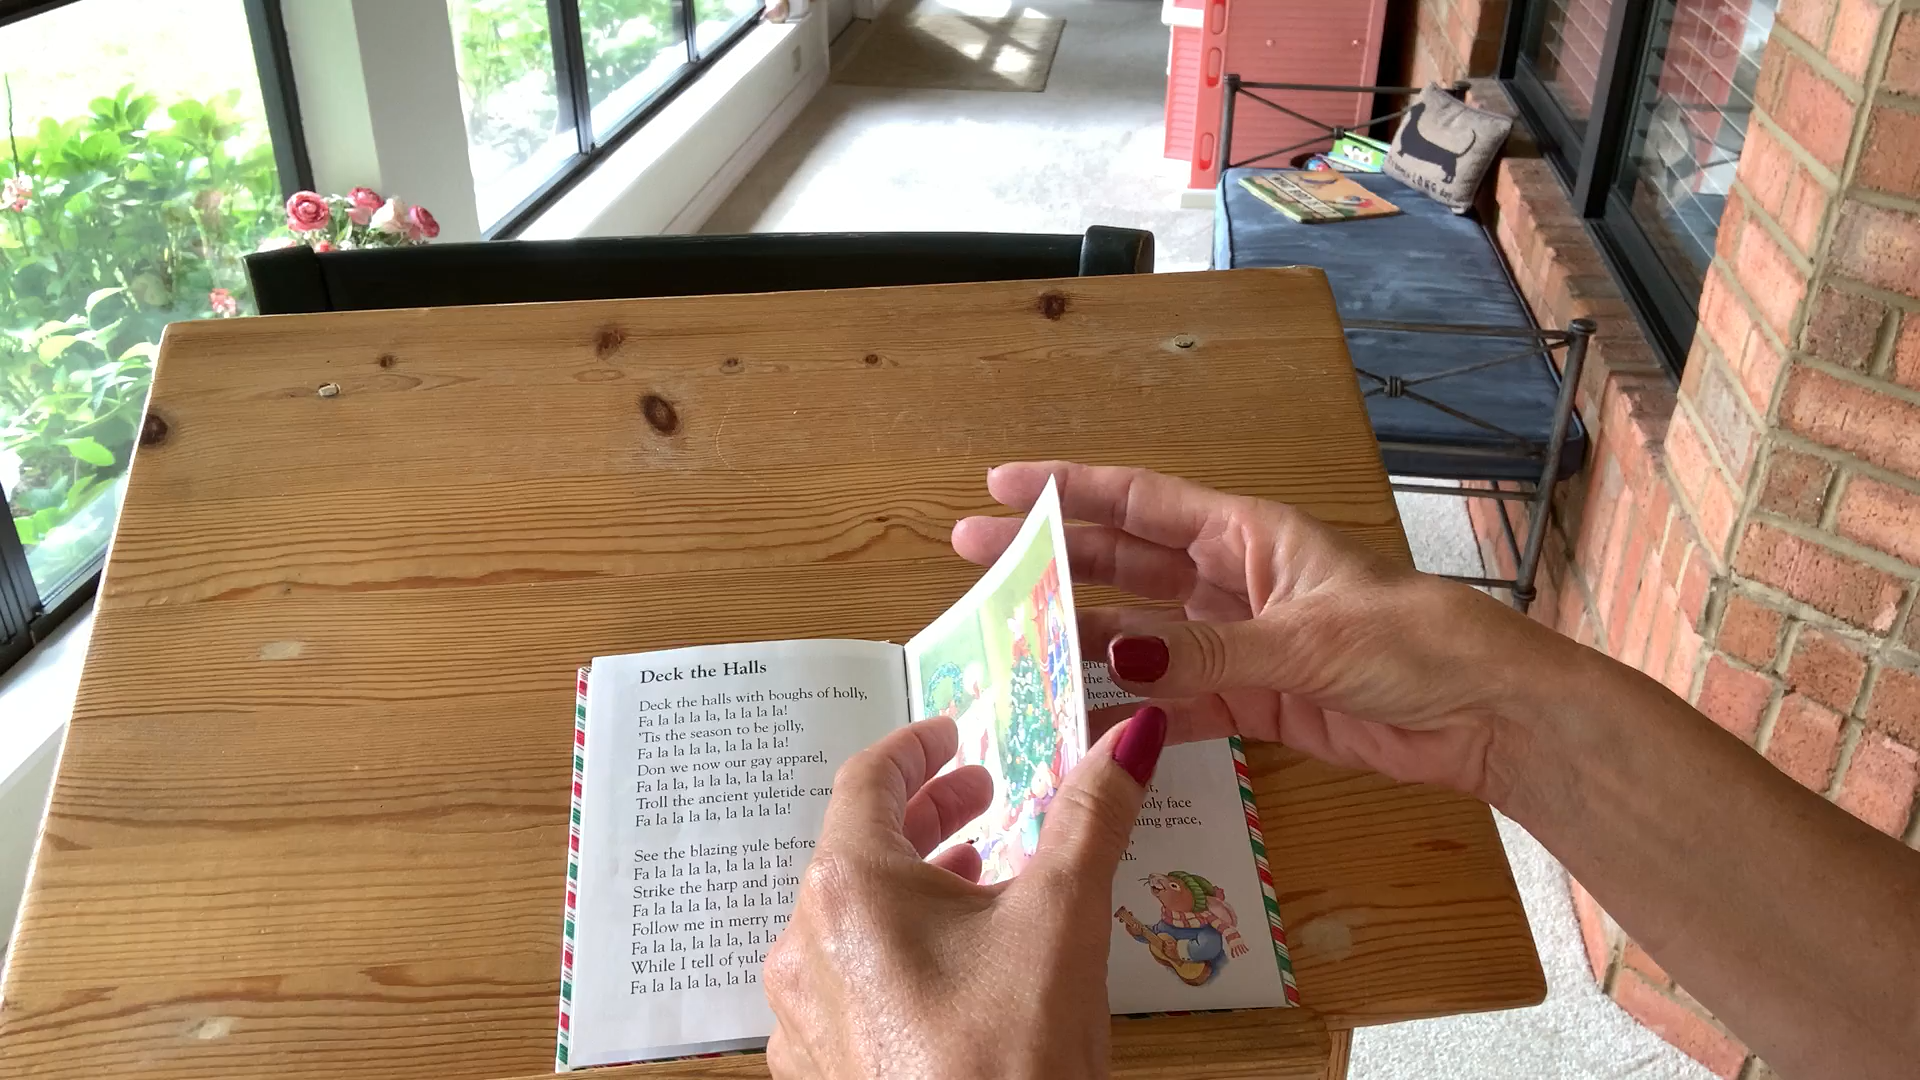 Deck the Halls
Deck the halls with boughs of holly,
Fa la la la la, la la la la!
'Tis the season to be jolly,
Fa la la la la, la la la la!
Don we now our gay apparel,
Fa la la, la la la, la la la!
Troll the ancient yuletide
Fa la la la la, la la la la!
See the blazing yule before
Fa la la la la, la la la la!
Strike the harp and join
Fa la la la la, la la la la!
Follow me in merry
Fa la la, la la la, la la
While I tell of
Fa la la la la, la la
the
heaven
holy face
grace,
LONG